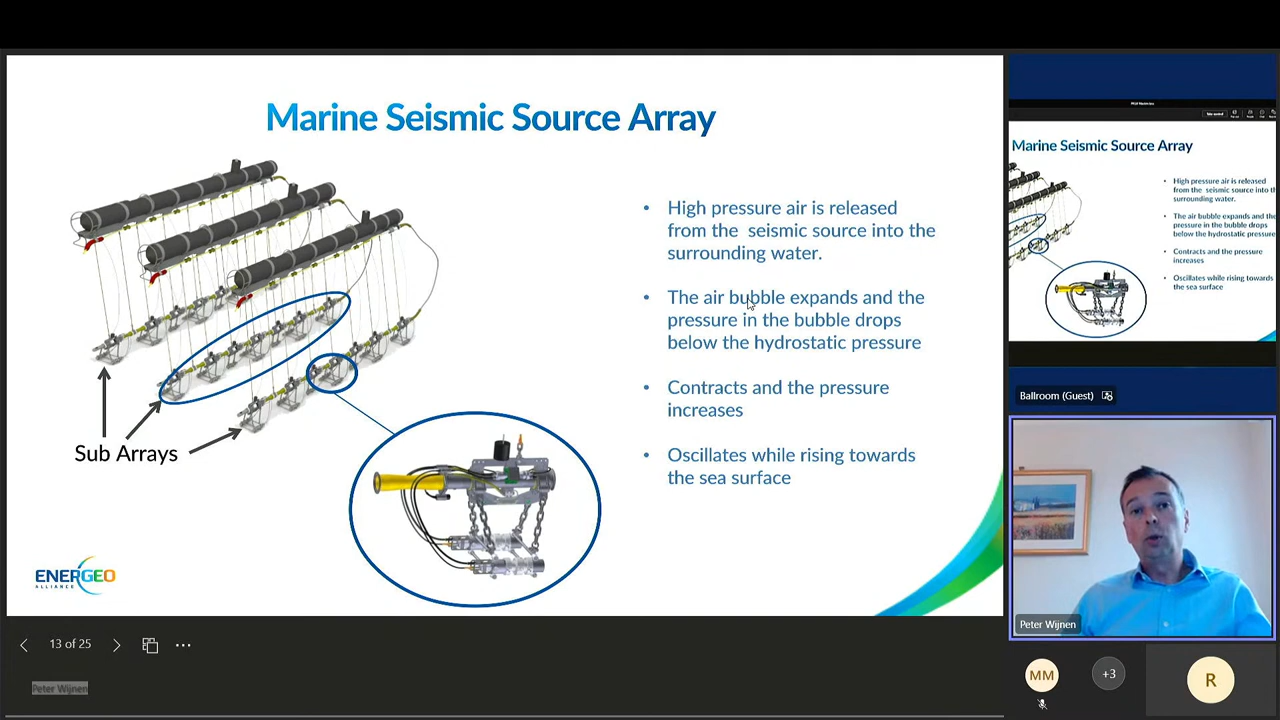 Marine Seismic Source Array
• High pressure air is released
from the seismic source into the
surrounding water.
• The air bubble expands and the
pressure in the bubble drops
below the hydrostatic pressure
• Contracts and the pressure
increases
• Oscillates while rising towards
the sea surface
Sub Arrays
ENERGEO
ALLIANCE
13 of 25
Peter Wijnen
Marine Seismic Source Array
• High pressure air is released
from the seismic source into th
surrounding water.
• The air bubble expands and the
pressure in the bubble drops
below the hydrostatic pressure
• Contracts and the pressure
increases
• Oscillates while rising towards
the sea surface
Ballroom (Guest)
Peter Wijnen
MM
+3
R